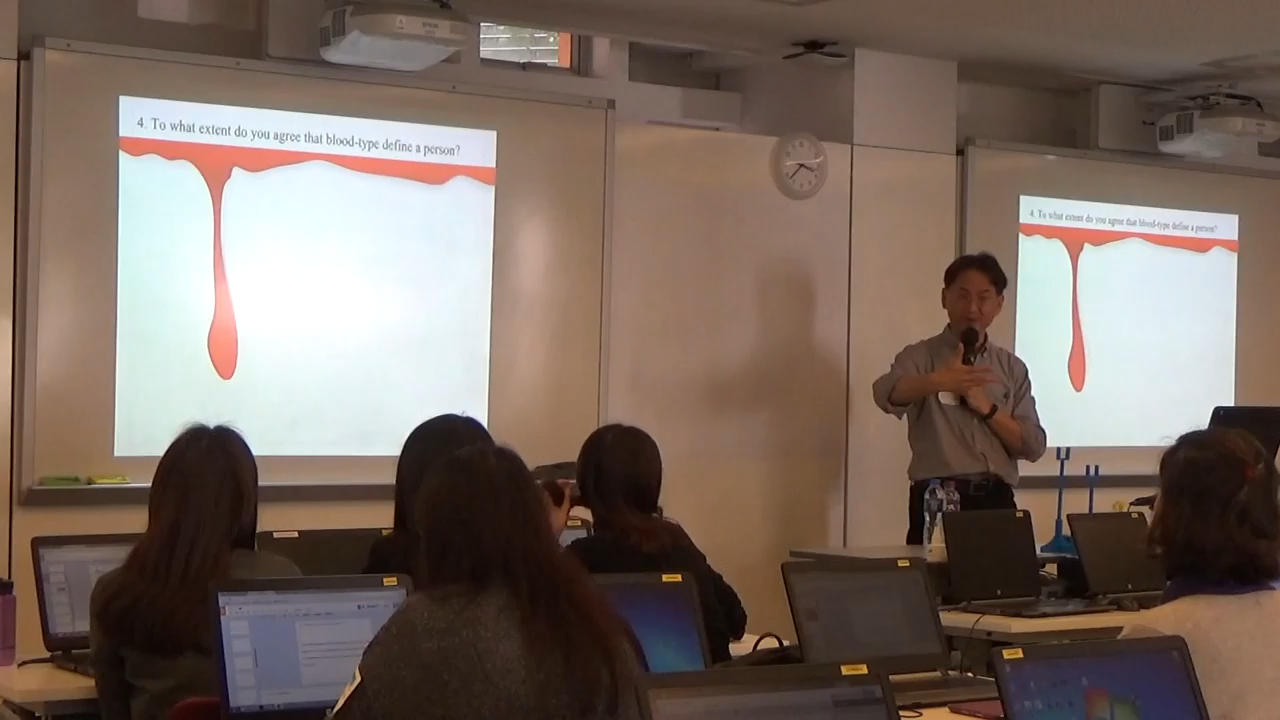 4. To what extent do you agree that blood-type define a person?
4. To what extent do you agree that blood-type define a person?